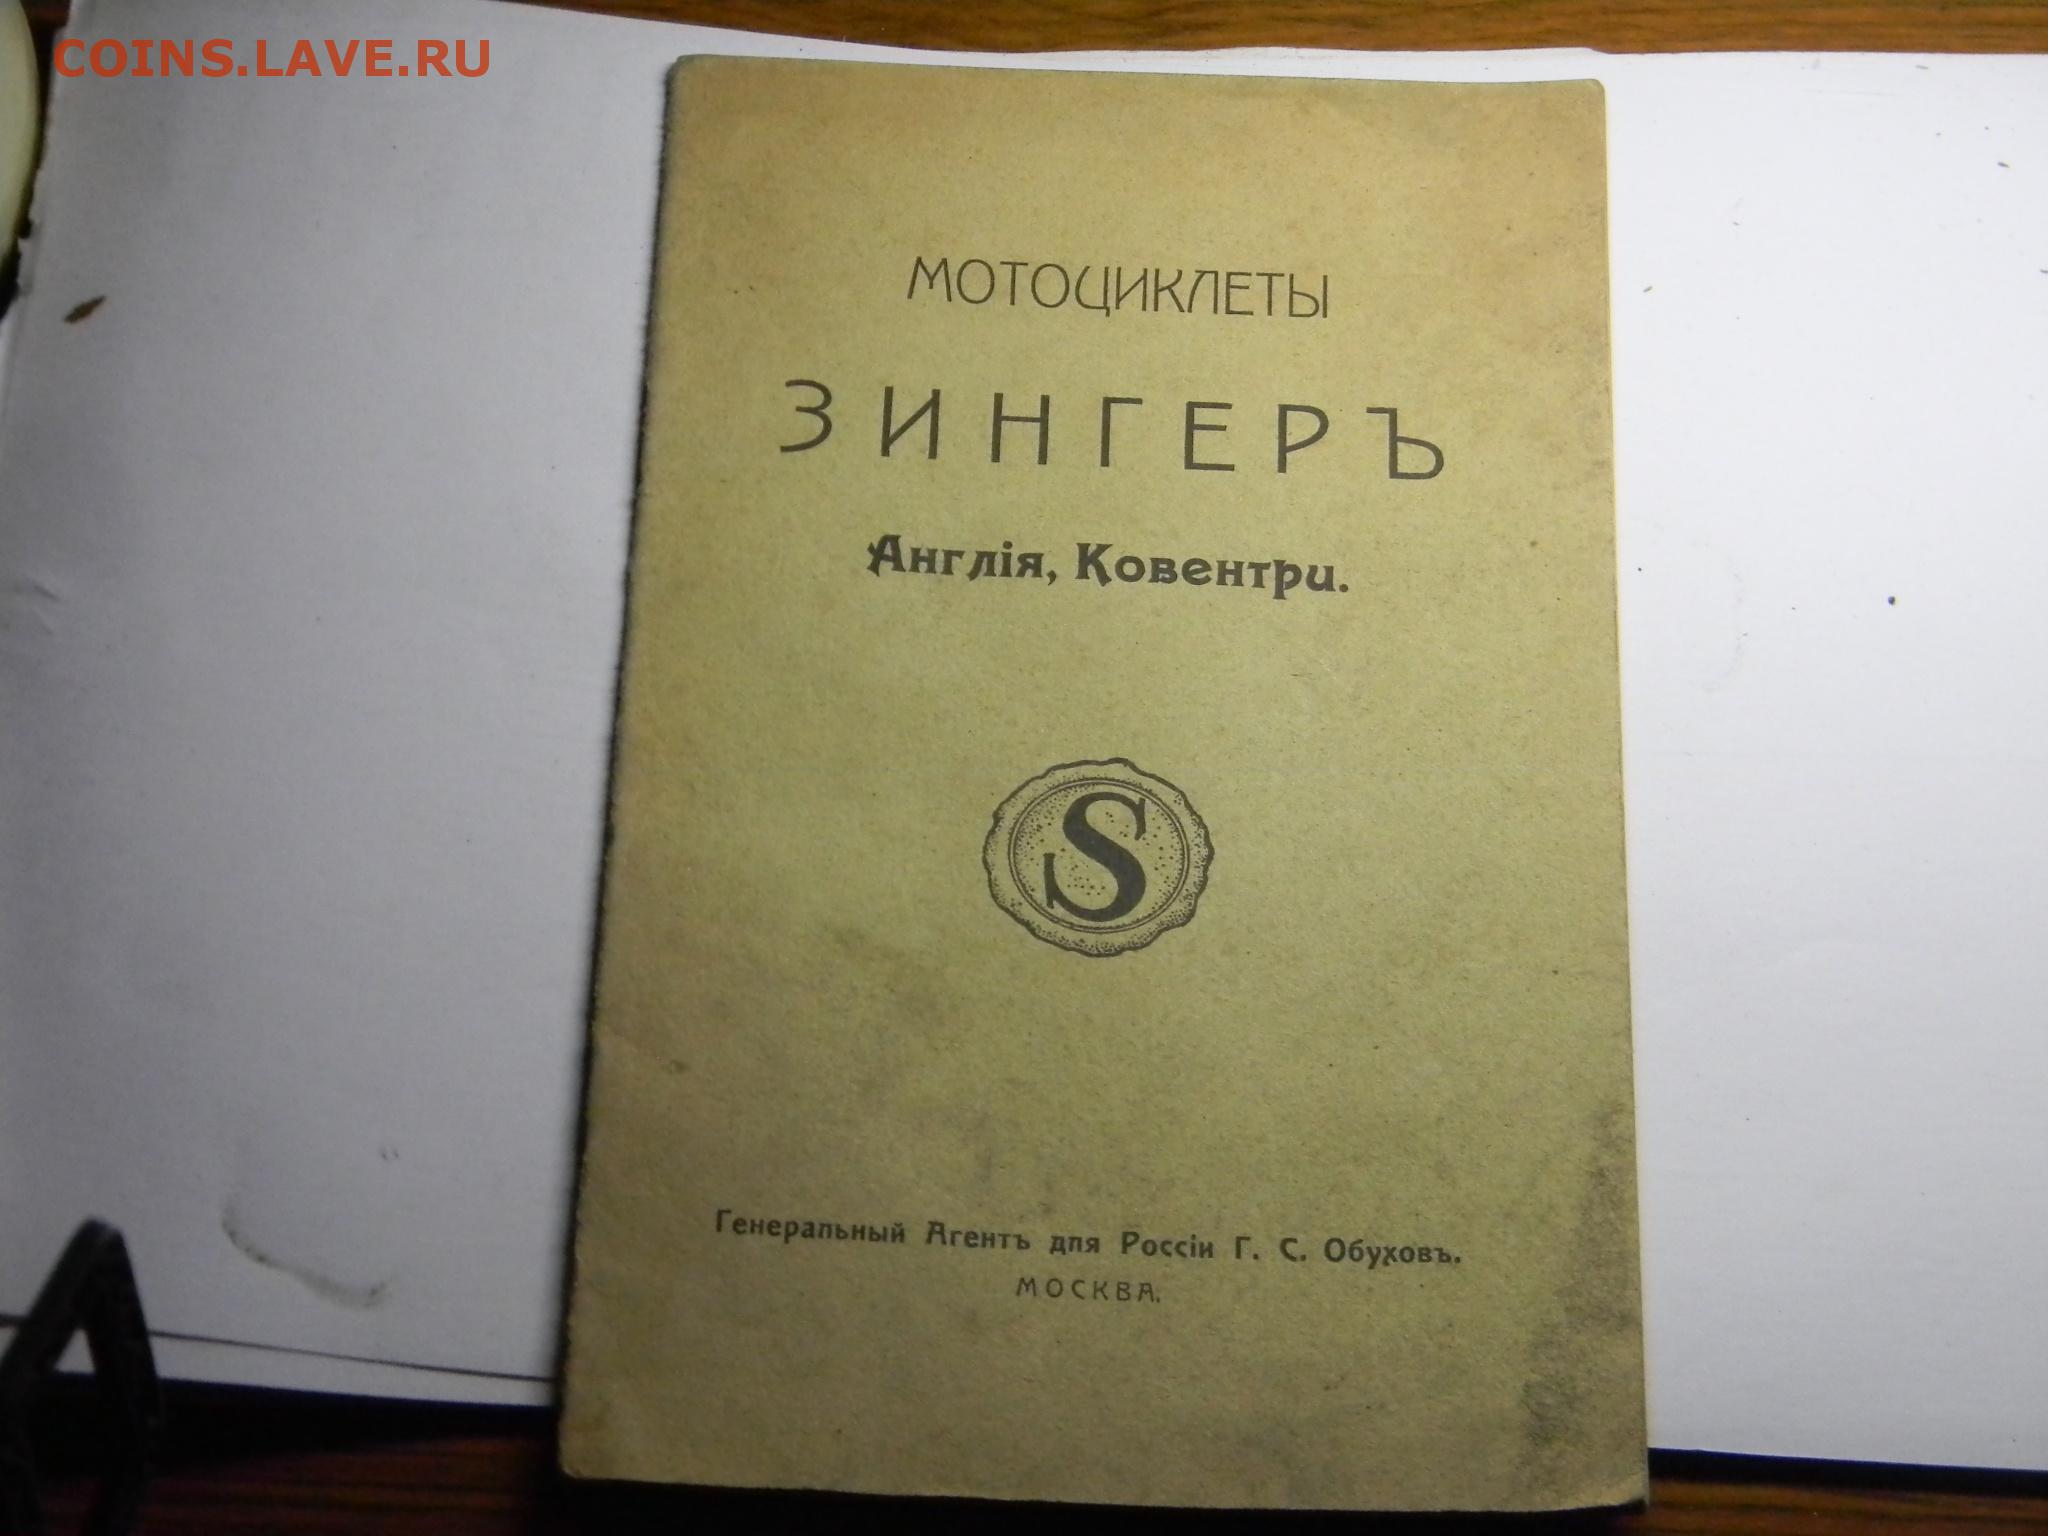 COINS.LAVE.RU
МОТОЦИКЛЕТЫ
ЗИНГЕРЪ
Англія, Ковентри.
S
Генеральный Агентъ для Россіи Г. С. Обуховъ.
МОСКВА.